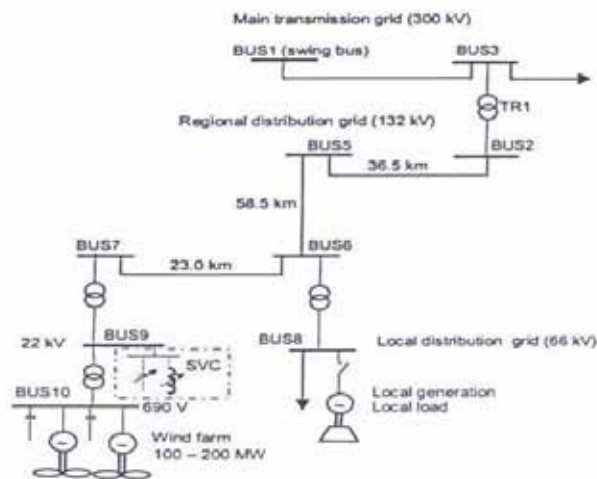 Main transmission grid (300 kV)
BUS1 (swing bus)
BUS3
TR1
Regional distribution grid (132 kV)
BUS5
BUS2
36.5 km
58.5 km
BUS7
BUS6
23.0 km
BUS9
22 kV
SVC
BUS8
Local distribution grid (66 kV)
BUS10
690 V
Local generation
Local load
Wind farm
100 – 200 MW